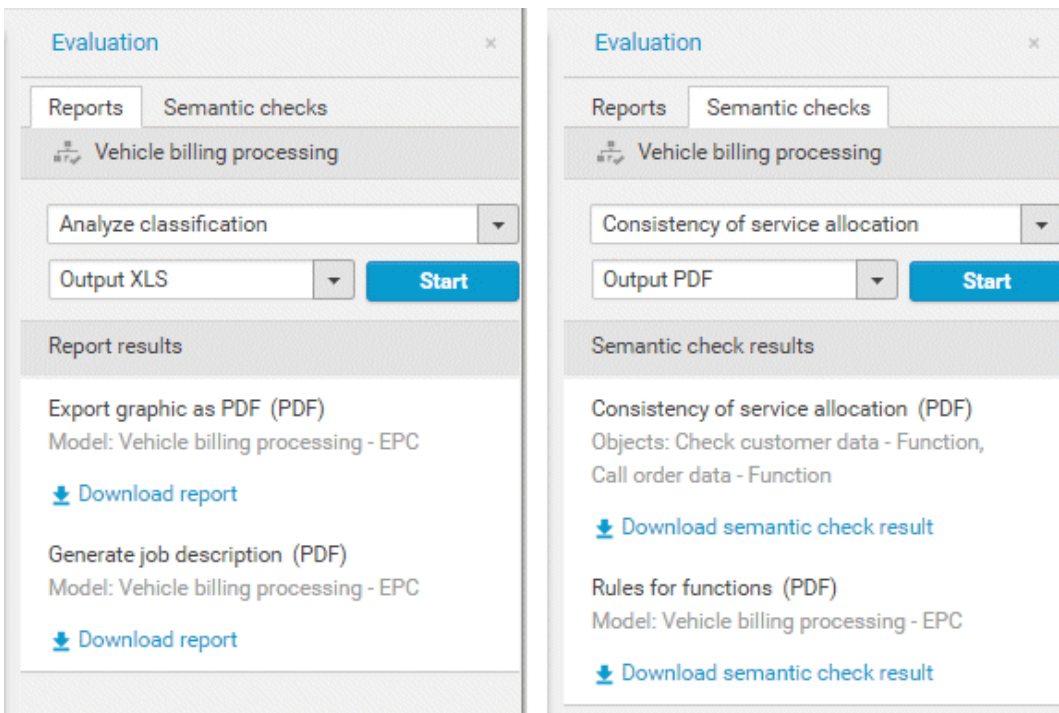 Evaluation ×
Reports Semantic checks
Vehicle billing processing
Analyze classification
Output XLS Start
Report results
Export graphic as PDF (PDF)
Model: Vehicle billing processing - EPC
Download report
Generate job description (PDF)
Model: Vehicle billing processing - EPC
Download report
Evaluation ×
Reports Semantic checks
Vehicle billing processing
Consistency of service allocation
Output PDF Start
Semantic check results
Consistency of service allocation (PDF)
Objects: Check customer data - Function,
Call order data - Function
Download semantic check result
Rules for functions (PDF)
Model: Vehicle billing processing - EPC
Download semantic check result